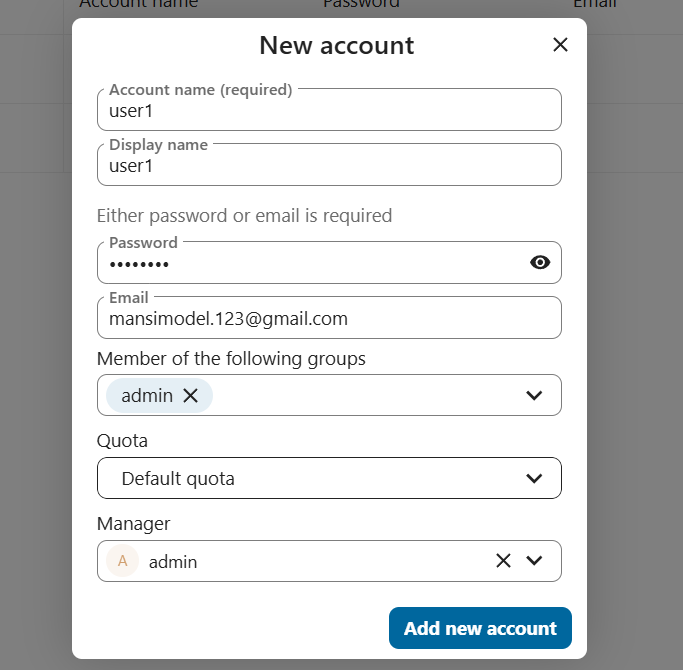 Account name Password Email
New account
Account name (required)
user1
Display name
user1
Either password or email is required
Password
••••••••
Email
mansimodel.123@gmail.com
Member of the following groups
admin
Quota
Default quota
Manager
A admin
Add new account